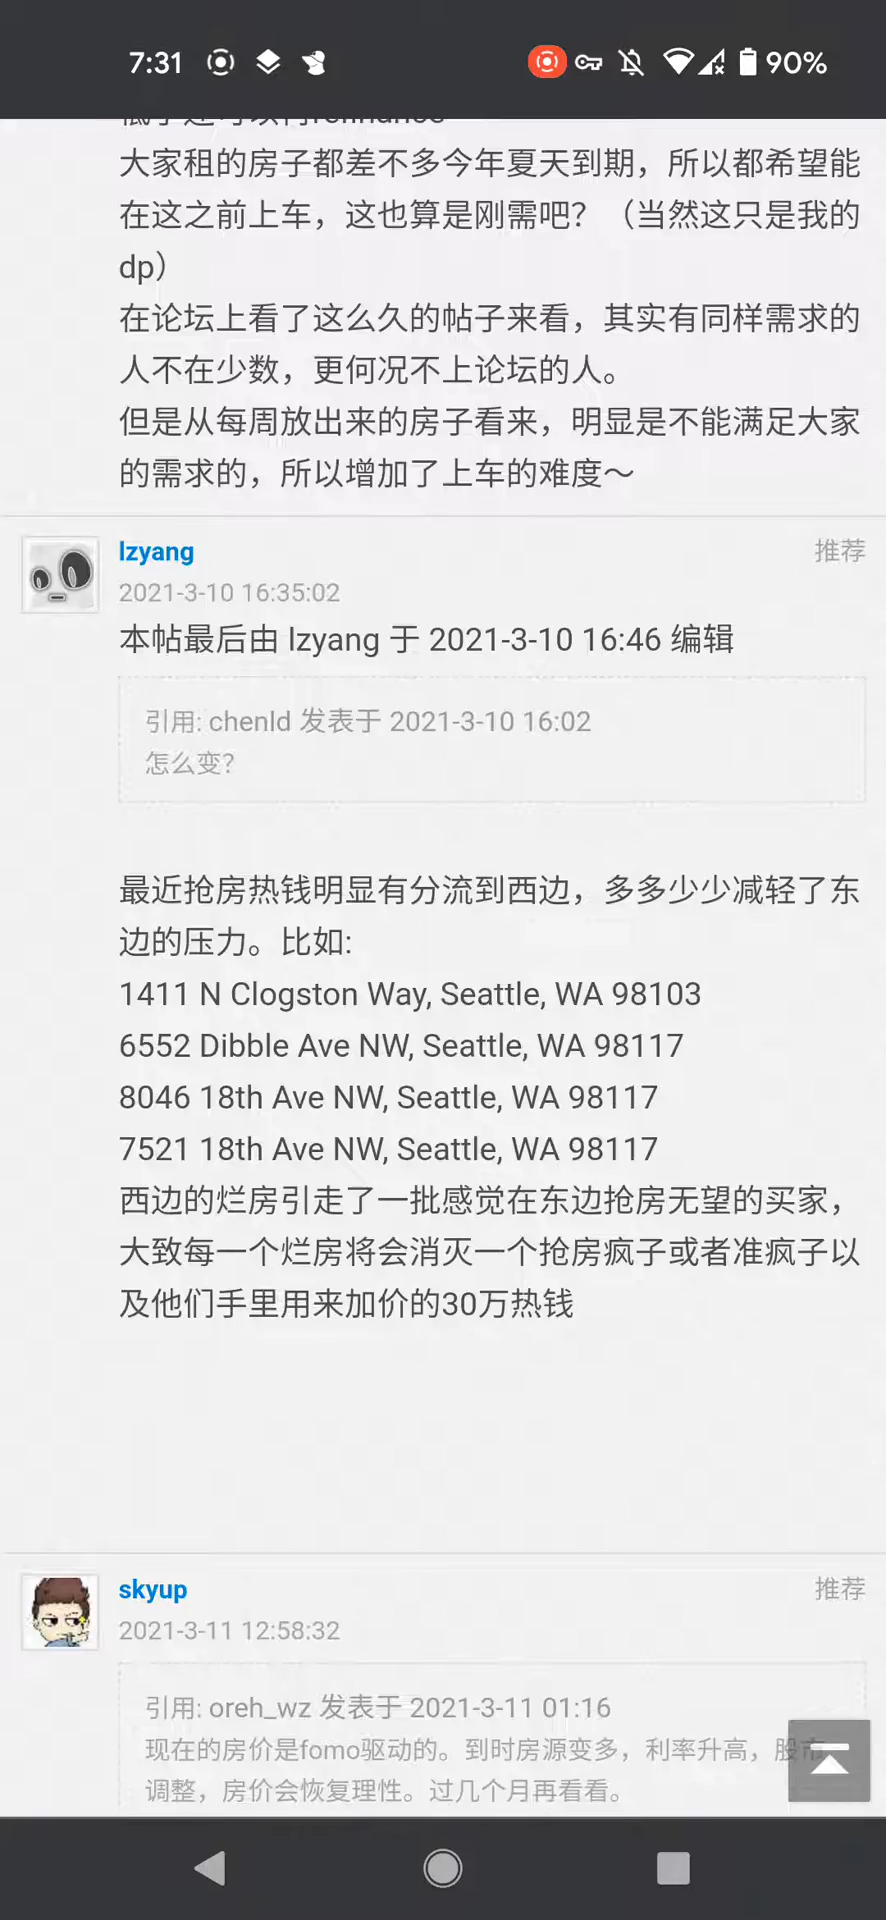 7:31
90%
大家租的房子都差不多今年夏天到期，所以都希望能
在这之前上车，这也算是刚需吧？（当然这只是我的
dp）
在论坛上看了这么久的帖子来看，其实有同样需求的
人不在少数，更何况不上论坛的人。
但是从每周放出来的房子看来，明显是不能满足大家
的需求的，所以增加了上车的难度～
lzyang
推荐
2021-3-10 16:35:02
本帖最后由 lzyang 于 2021-3-10 16:46 编辑
引用: chenld 发表于 2021-3-10 16:02
怎么变？
最近抢房热钱明显有分流到西边，多多少少减轻了东
边的压力。比如:
1411 N Clogston Way, Seattle, WA 98103
6552 Dibble Ave NW, Seattle, WA 98117
8046 18th Ave NW, Seattle, WA 98117
7521 18th Ave NW, Seattle, WA 98117
西边的烂房引走了一批感觉在东边抢房无望的买家，
大致每一个烂房将会消灭一个抢房疯子或者准疯子以
及他们手里用来加价的30万热钱
skyup
推荐
2021-3-11 12:58:32
引用: oreh_wz 发表于 2021-3-11 01:16
现在的房价是fomo驱动的。到时房源变多，利率升高，股市
调整，房价会恢复理性。过几个月再看看。